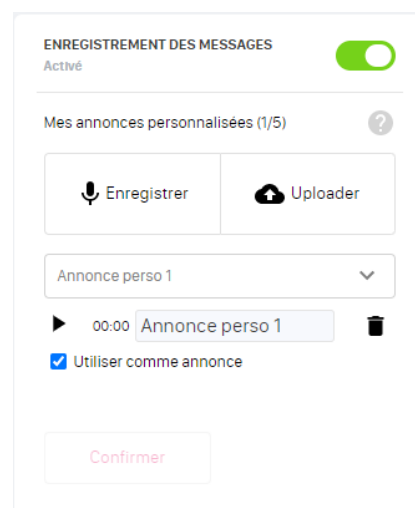 ENREGISTREMENT DES MESSAGES
Activé
Mes annonces personnalisées (1/5)
?
Enregistrer
Uploader
Annonce perso 1
00:00 Annonce perso 1
Utiliser comme annonce
Confirmer